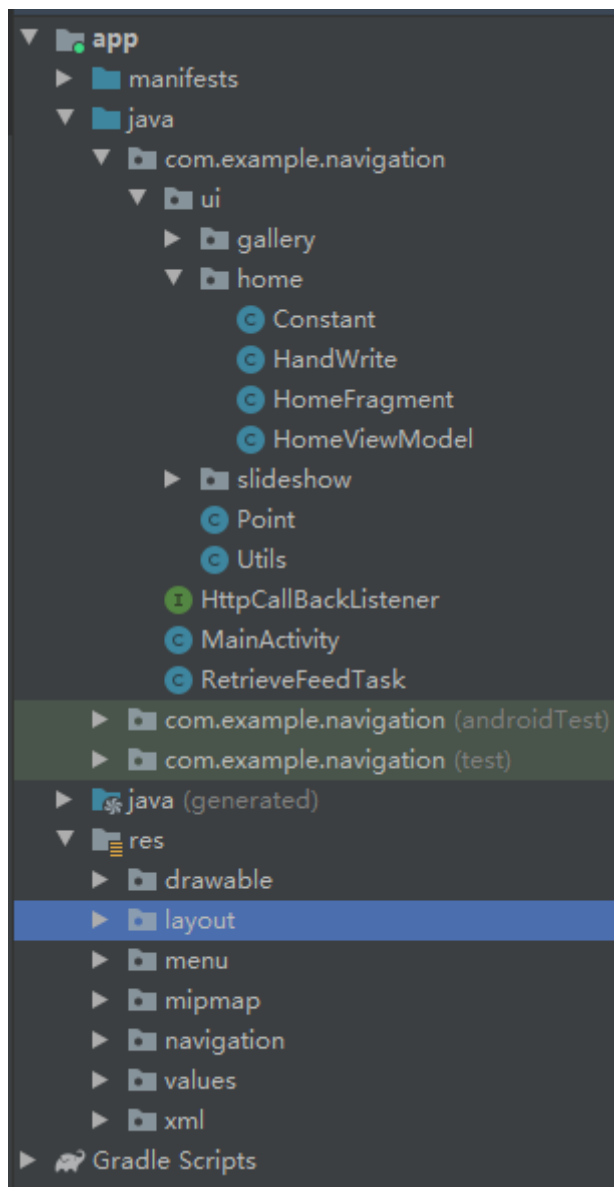 app
manifests
java
com.example.navigation
ui
gallery
home
Constant
HandWrite
HomeFragment
HomeViewModel
slideshow
Point
Utils
HttpCallBackListener
MainActivity
RetrieveFeedTask
com.example.navigation (androidTest)
com.example.navigation (test)
java (generated)
res
drawable
layout
menu
mipmap
navigation
values
xml
Gradle Scripts